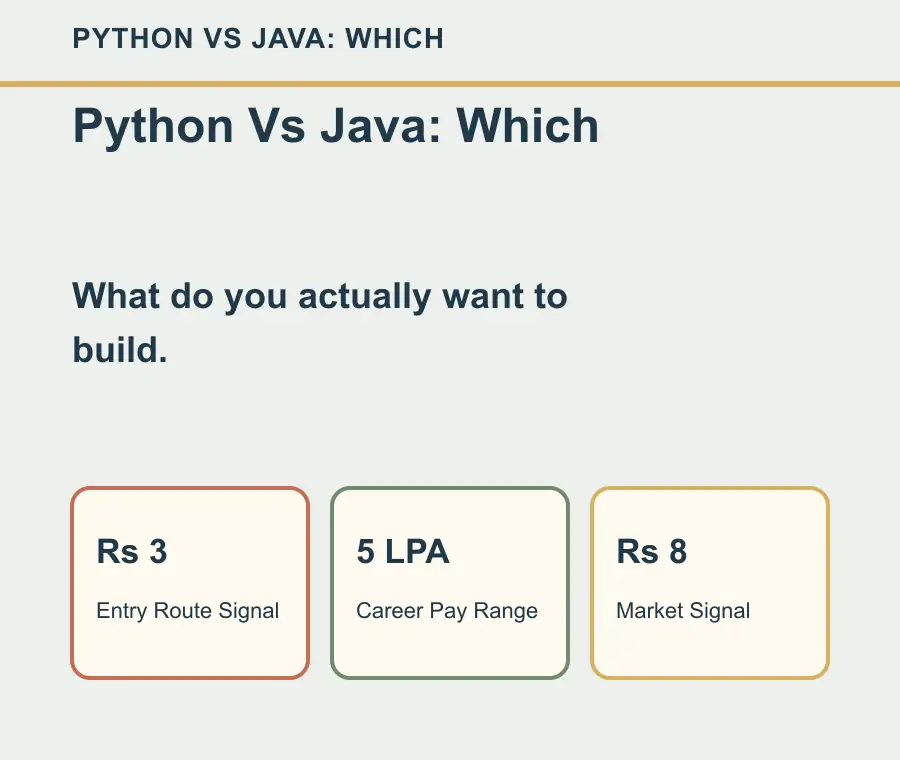 PYTHON VS JAVA: WHICH
Python Vs Java: Which
What do you actually want to
build.
Rs 3
Entry Route Signal
5 LPA
Career Pay Range
Rs 8
Market Signal